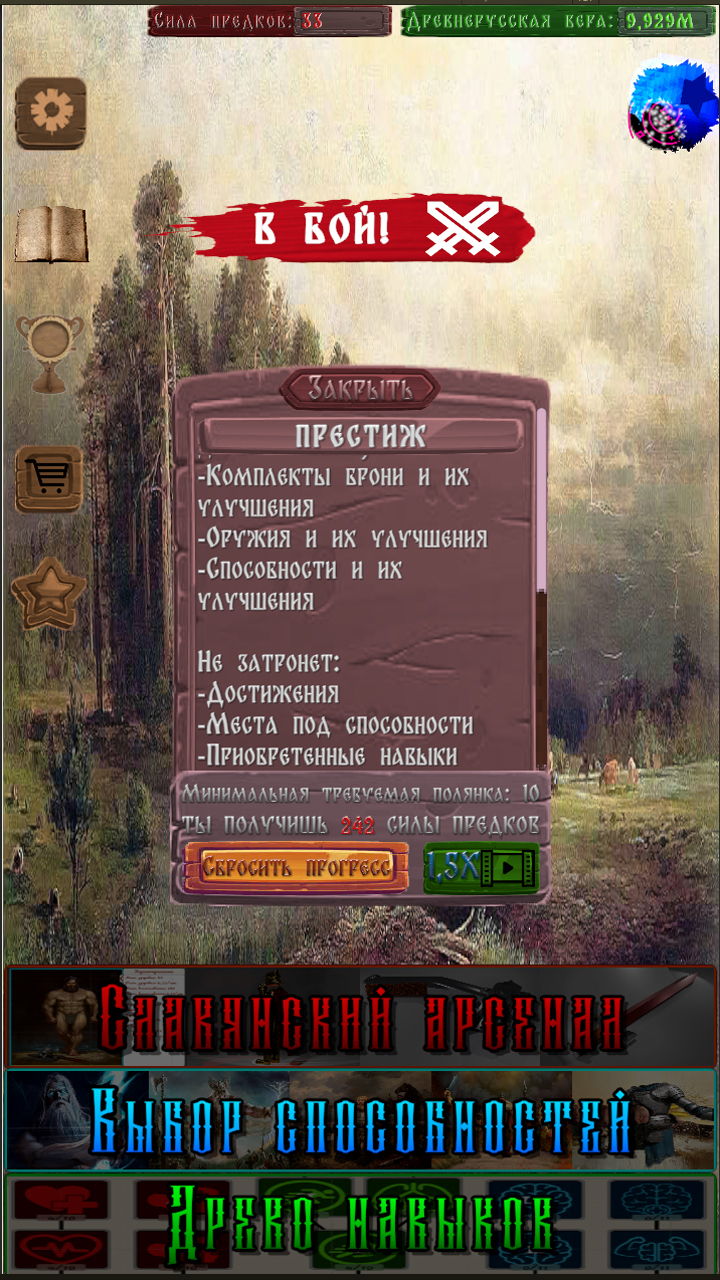 Сила предков: 33
Древнерусская вера: 9,929М
В БОЙ!
Закрыть
ПРЕСТИЖ
-Комплекты брони и их
улучшения
-Оружия и их улучшения
-Способности и их
улучшения
Не затронет:
-Достижения
-Места под способности
-Приобретенные навыки
Минимальная требуемая полянка: 10
Ты получишь 242 силы предков
Сбросить прогресс
1,5X
Славянский арсенал
Выбор способностей
Древо навыков